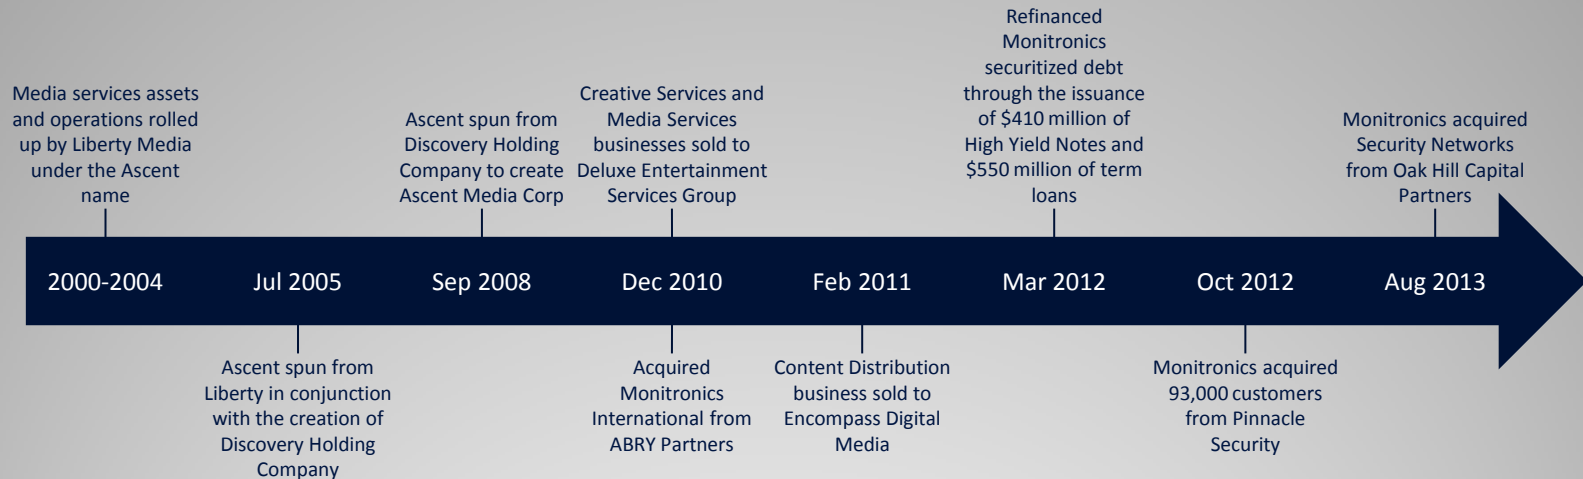 Media services assets
and operations rolled
up by Liberty Media
under the Ascent
name
Ascent spun from
Discovery Holding
Company to create
Ascent Media Corp
Creative Services and
Media Services
businesses sold to
Deluxe Entertainment
Services Group
Refinanced
Monitronics
securitized debt
through the issuance
of $410 million of
High Yield Notes and
$550 million of term
loans
Monitronics acquired
Security Networks
from Oak Hill Capital
Partners
2000-2004 Jul 2005 Sep 2008 Dec 2010 Feb 2011 Mar 2012 Oct 2012 Aug 2013
Ascent spun from
Liberty in conjunction
with the creation of
Discovery Holding
Company
Acquired
Monitronics
International from
ABRY Partners
Content Distribution
business sold to
Encompass Digital
Media
Monitronics acquired
93,000 customers
from Pinnacle
Security